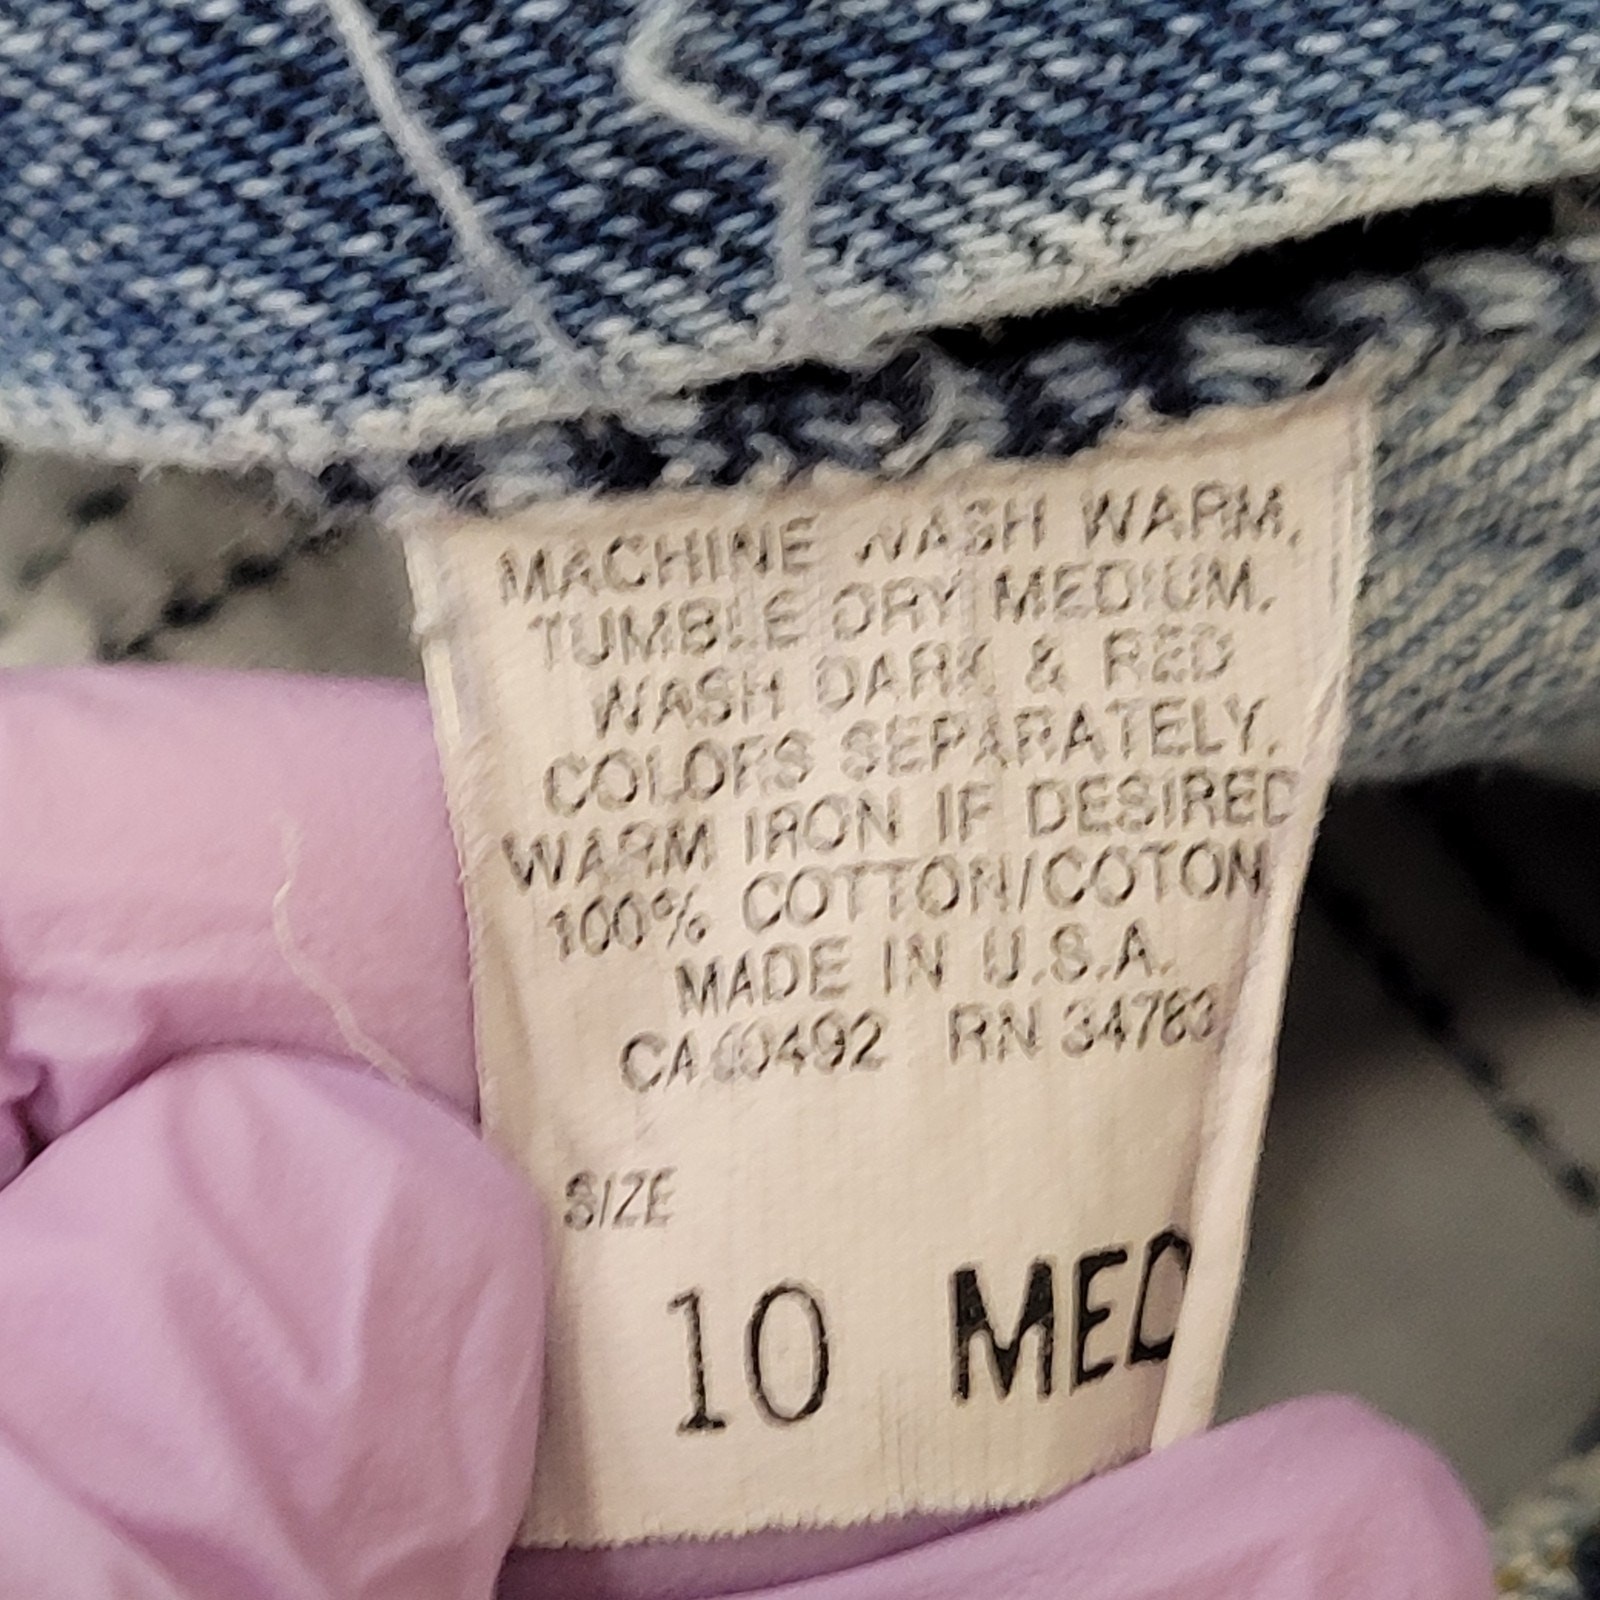 MACHINE WASH WARM,
TUMBLE DRY MEDIUM.
WASH DARK & RED
COLORS SEPARATELY.
WARM IRON IF DESIRED
100% COTTON/COTON
MADE IN U.S.A.
RN 34783
SIZE
10 MED